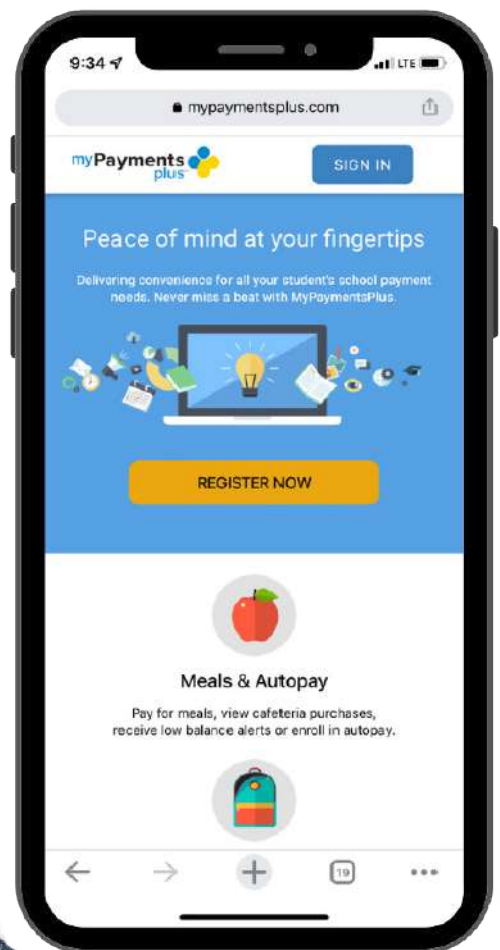 9:34
LTE
mypaymentsplus.com
myPayments
plus
SIGN IN
Peace of mind at your fingertips
Delivering convenience for all your student's school payment
needs. Never miss a beat with MyPaymentsPlus.
REGISTER NOW
Meals & Autopay
Pay for meals, view cafeteria purchases,
receive low balance alerts or enroll in autopay.
19